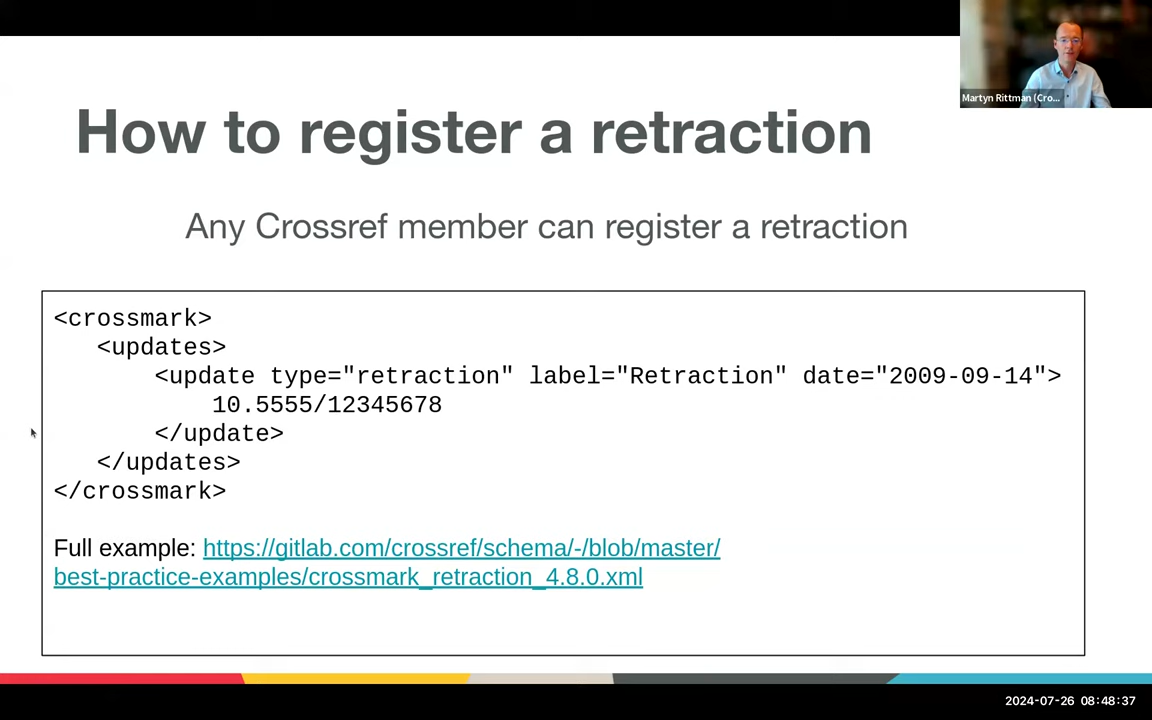 Martyn Rittman (Cro...
How to register a retraction
Any Crossref member can register a retraction
<crossmark>
<updates>
<update type="retraction" label="Retraction" date="2009-09-14">
10.5555/12345678
</update>
</updates>
</crossmark>
Full example: https://gitlab.com/crossref/schema/-/blob/master/
best-practice-examples/crossmark_retraction_4.8.0.xml
2024-07-26 08:48:37